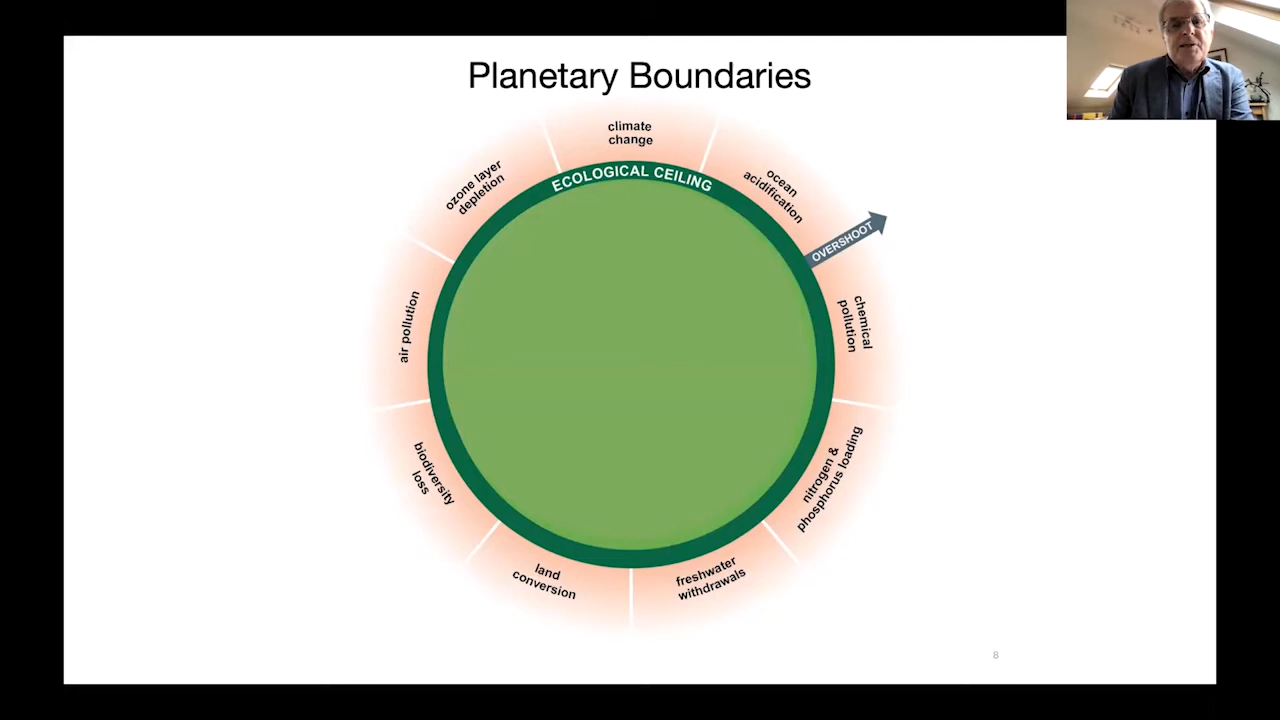 Planetary Boundaries
climate
change
ECOLOGICAL CEILING
ocean
acidification
OVERSHOOT
chemical
pollution
nitrogen &
phosphorus loading
freshwater
withdrawals
land
conversion
biodiversity
loss
air pollution
ozone layer
depletion
8